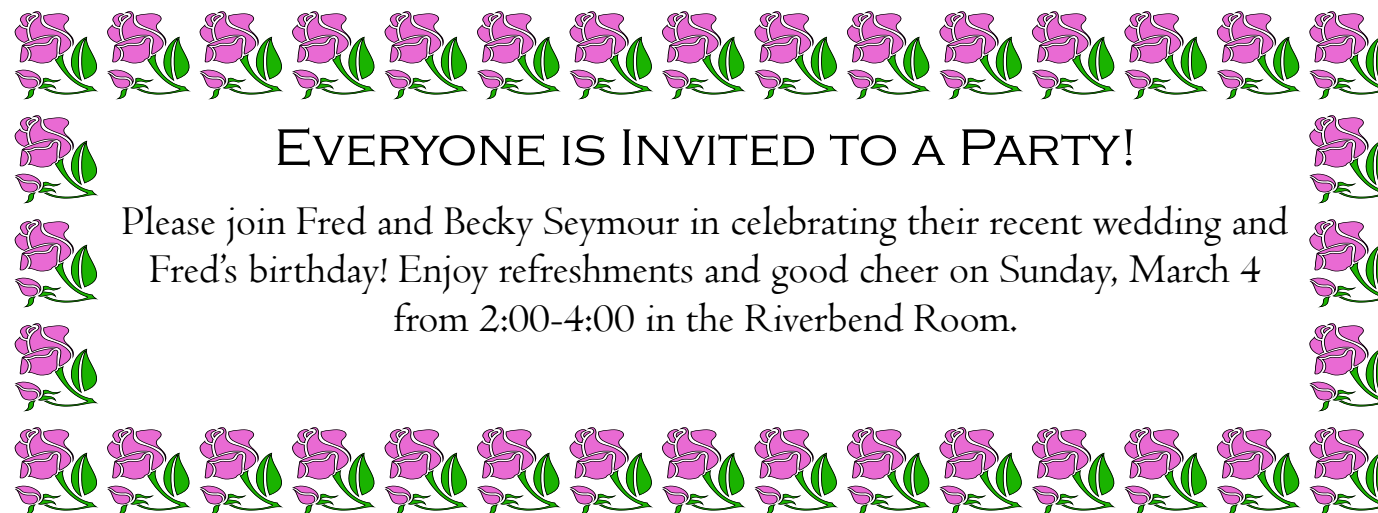 Everyone is Invited to a Party!
Please join Fred and Becky Seymour in celebrating their recent wedding and
Fred’s birthday! Enjoy refreshments and good cheer on Sunday, March 4
from 2:00-4:00 in the Riverbend Room.